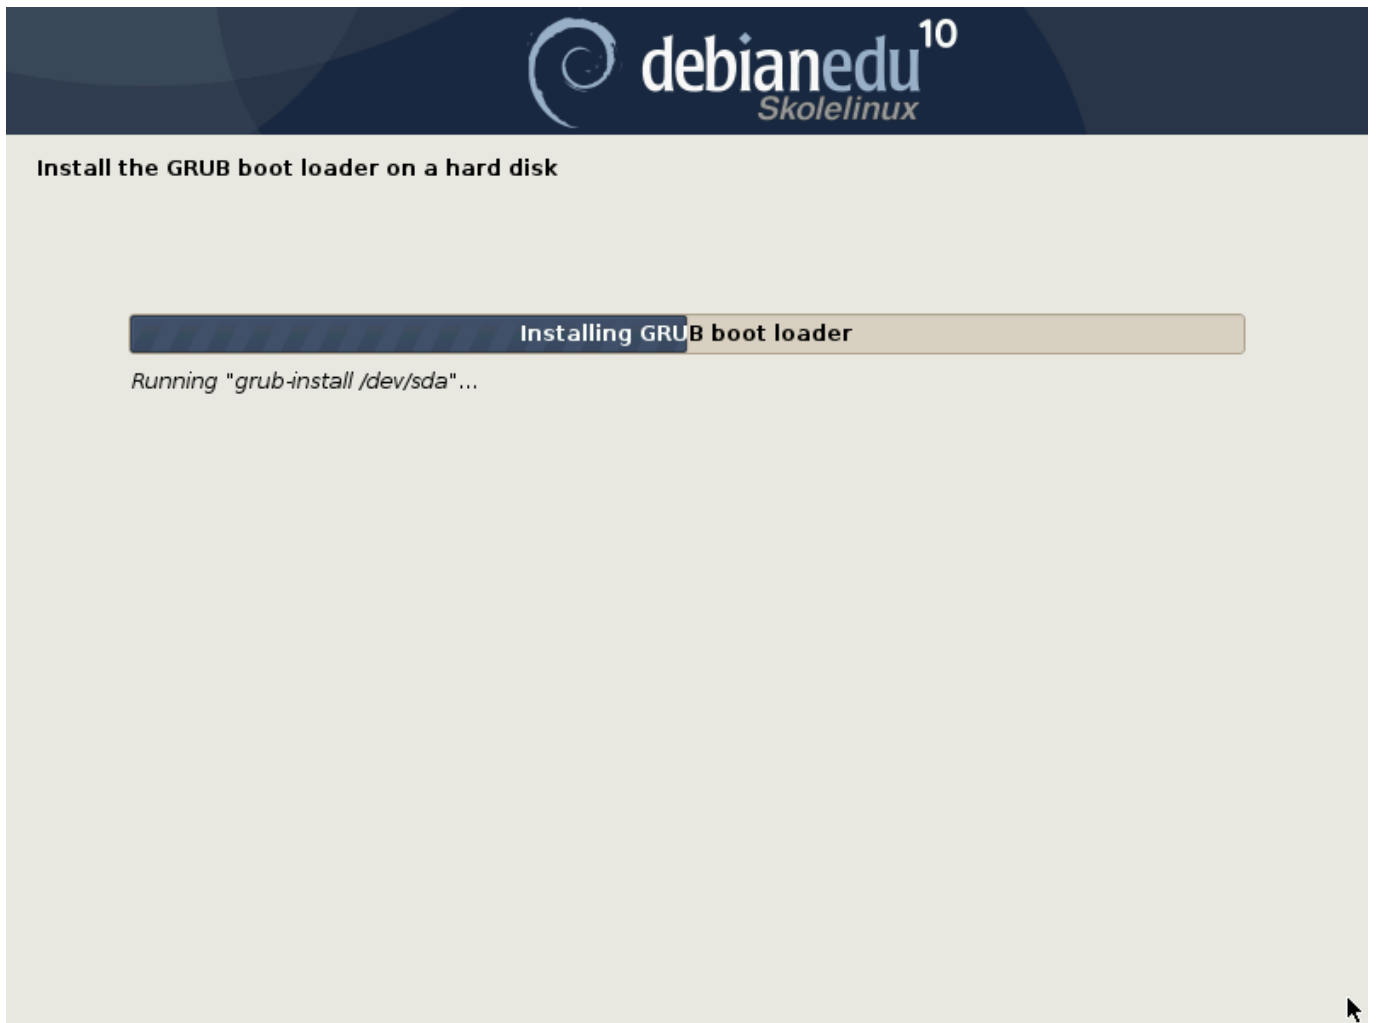 debianedu 10
Skolelinux
Install the GRUB boot loader on a hard disk
Installing GRUB boot loader
Running "grub-install /dev/sda"...